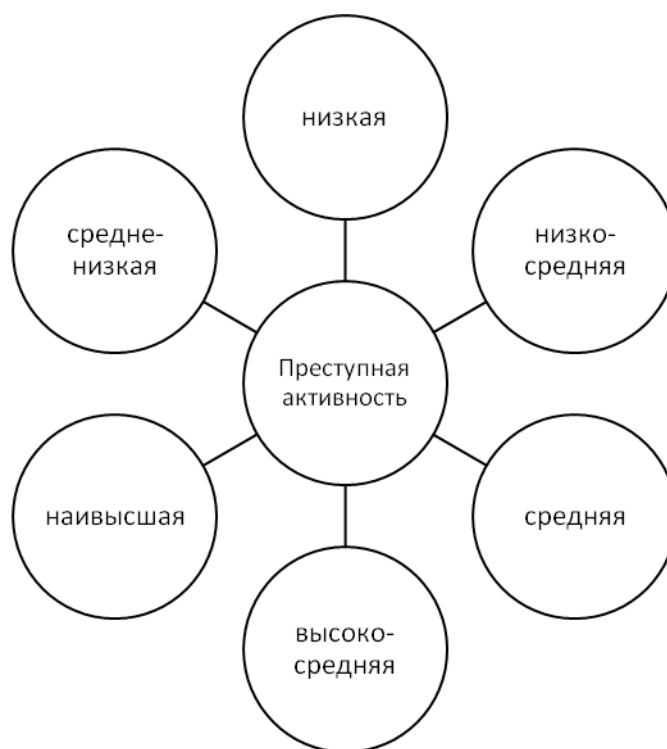 низкая
средне-
низкая
низко-
средняя
Преступная
активность
наивысшая
средняя
высоко-
средняя